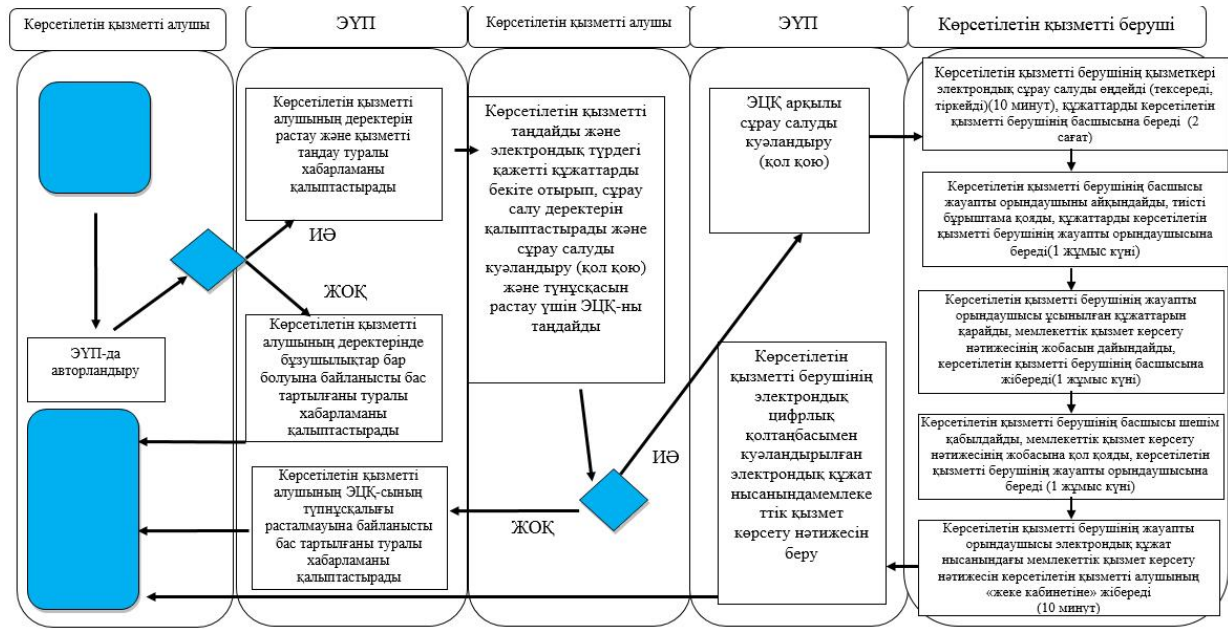 Көрсетілетін қызметті алушы
ЭҮП
Көрсетілетін қызметті алушы
ЭҮП
Көрсетілетін қызметті беруші
ЭҮП-да
авторландыру
Көрсетілетін қызметті
алушының деректерін
растау және қызметті
таңдау туралы
хабарламаны
қалыптастырады
ИӘ
ЖОҚ
Көрсетілетін қызметті
алушының деректерінде
бұзушылықтар бар
болуына байланысты бас
тартылғаны туралы
хабарламаны
қалыптастырады
Көрсетілетін қызметті
алушының ЭЦҚ-сының
түпнұсқалығы
расталмауына байланысты
бас тартылғаны туралы
хабарламаны
қалыптастырады
Көрсетілетін қызметті
таңдайды және
электрондық түрдегі
қажетті құжаттарды
бекіте отырып, сұрау
салу деректерін
қалыптастырады және
сұрау салуды
куәландыру (қол қою)
және түнұсқасын
растау үшін ЭЦҚ-ны
таңдайды
ИӘ
ЖОҚ
ЭЦҚ арқылы
сұрау салуды
куәландыру
(қол қою)
Көрсетілетін
қызметті берушінің
электрондық
цифрлық
қолтаңбасымен
куәландырылған
электрондық құжат
нысанындамемлеке
ттік қызмет
көрсету нәтижесін
беру
Көрсетілетін қызметті берушінің қызметкері
электрондық сұрау салуды өңдейді (тексереді,
тіркейді)(10 минут), құжаттарды көрсетілетін
қызметті берушінің басшысына береді (2
сағат)
Көрсетілетін қызметті берушінің басшысы
жауапты орындаушыны айқындайды, тиісті
бұрыштама қояды, құжаттарды көрсетілетін
қызметті берушінің жауапты орындаушысына
береді(1 жұмыс күні)
Көрсетілетін қызметті берушінің жауапты
орындаушысы ұсынылған құжаттарын
қарайды, мемлекеттік қызмет көрсету
нәтижесінің жобасын дайындайды,
көрсетілетін қызметті берушінің басшысына
жібереді(1 жұмыс күні)
Көрсетілетін қызметті берушінің басшысы шешім
қабылдайды, мемлекеттік қызмет көрсету
нәтижесінің жобасына қол қояды, көрсетілетін
қызметті берушінің жауапты орындаушысына
береді (1 жұмыс күні)
Көрсетілетін қызметті берушінің жауапты
орындаушысы электрондық құжат
нысанындағы мемлекеттік қызмет көрсету
нәтижесін көрсетілетін қызметті алушының
«жеке кабинетіне» жібереді
(10 минут)